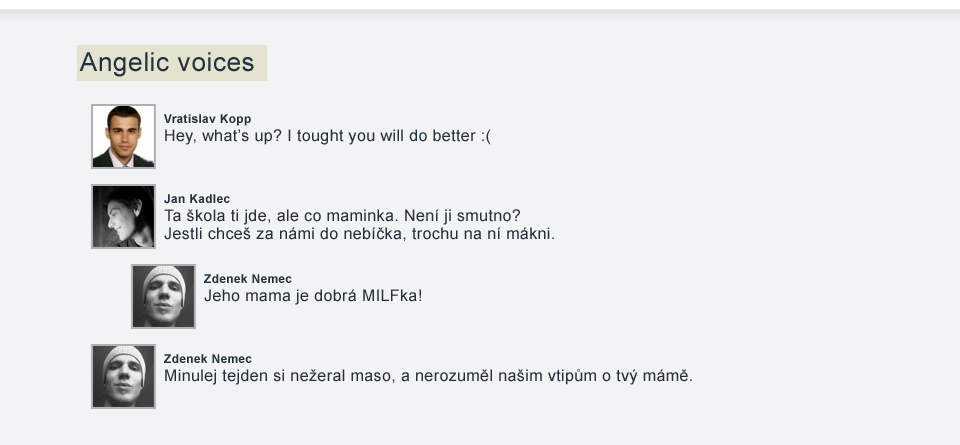 Angelic voices
Vratislav Kopp
Hey, what's up? I tought you will do better :(
Jan Kadlec
Ta škola ti jde, ale co maminka. Není ji smutno?
Jestli chceš za námi do nebíčka, trochu na ní mákni.
Zdenek Nemec
Jeho mama je dobrá MILFka!
Zdenek Nemec
Minulej tejden si nežeral maso, a nerozuměl našim vtipům o tvý mámě.